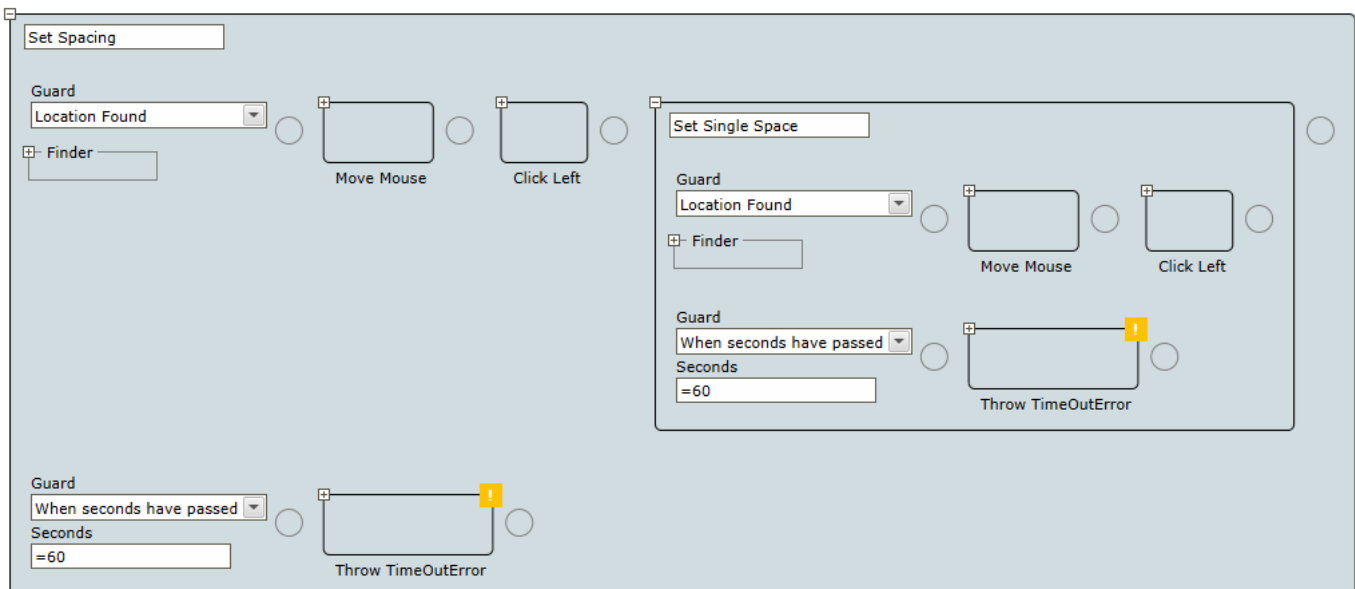 Set Spacing
Guard
Location Found
Finder
Move Mouse
Click Left
Set Single Space
Guard
Location Found
Finder
Move Mouse
Click Left
Guard
When seconds have passed
Seconds
=60
!
Throw TimeOutError
Guard
When seconds have passed
Seconds
=60
!
Throw TimeOutError